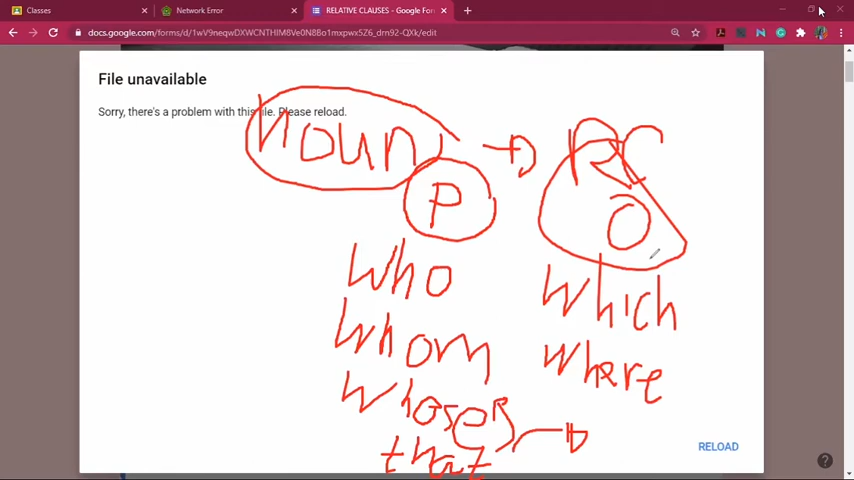 Classes
Network Error
RELATIVE CLAUSES - Google For
docs.google.com/forms/d/1wV9neqwDXWCNTHIM8Ve0N8Bo1mxpwx5Z6_drn92-QXk/edit
File unavailable
Sorry, there's a problem with this file. Please reload.
noun RC
P O
who which
whom where
whose
that
RELOAD